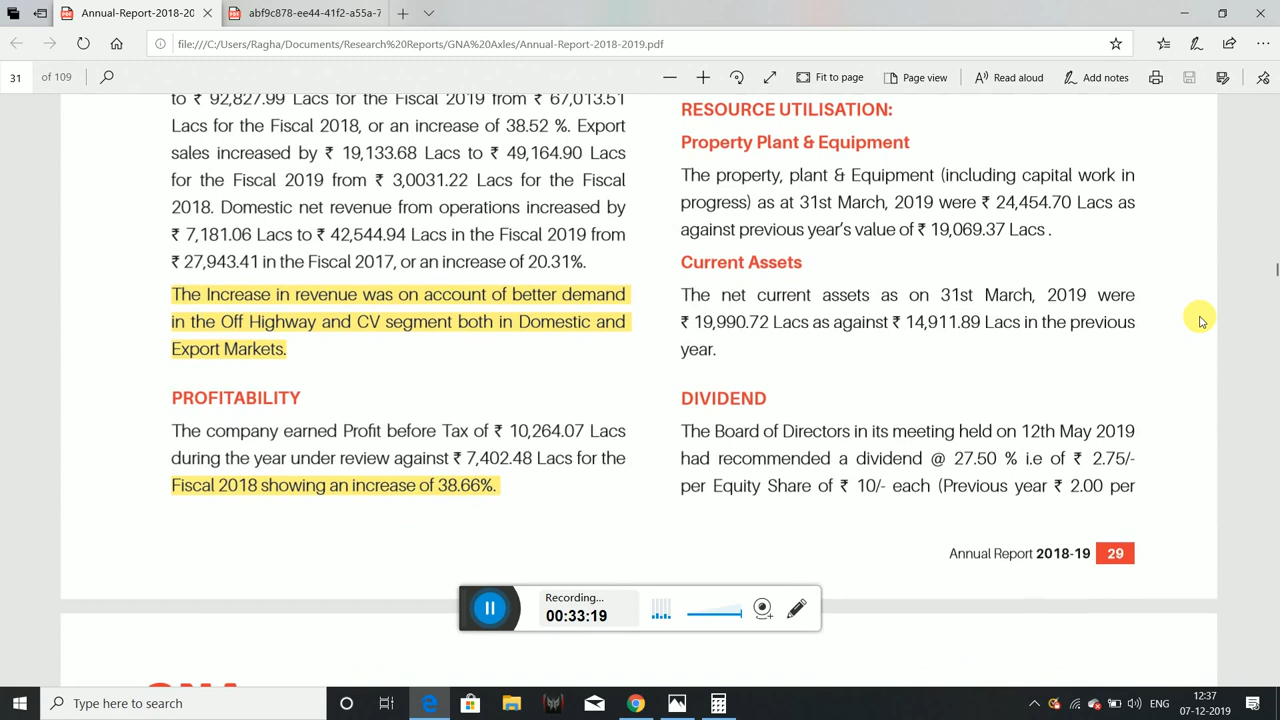 Annual-Report-2018-20
abf9c878-ee44-41f2-a55a-7
file:///C:/Users/Ragha/Documents/Research%20Reports/GNA%20Axles/Annual-Report-2018-2019.pdf
31 of 109
Fit to page
Page view
Read aloud
Add notes
to ₹ 92,827.99 Lacs for the Fiscal 2019 from ₹ 67,013.51
Lacs for the Fiscal 2018, or an increase of 38.52 %. Export
sales increased by ₹ 19,133.68 Lacs to ₹ 49,164.90 Lacs
for the Fiscal 2019 from ₹ 3,0031.22 Lacs for the Fiscal
2018. Domestic net revenue from operations increased by
₹ 7,181.06 Lacs to ₹ 42,544.94 Lacs in the Fiscal 2019 from
₹ 27,943.41 in the Fiscal 2017, or an increase of 20.31%.
The Increase in revenue was on account of better demand
in the Off Highway and CV segment both in Domestic and
Export Markets.
PROFITABILITY
The company earned Profit before Tax of ₹ 10,264.07 Lacs
during the year under review against ₹ 7,402.48 Lacs for the
Fiscal 2018 showing an increase of 38.66%.
RESOURCE UTILISATION:
Property Plant & Equipment
The property, plant & Equipment (including capital work in
progress) as at 31st March, 2019 were ₹ 24,454.70 Lacs as
against previous year's value of ₹ 19,069.37 Lacs .
Current Assets
The net current assets as on 31st March, 2019 were
₹ 19,990.72 Lacs as against ₹ 14,911.89 Lacs in the previous
year.
DIVIDEND
The Board of Directors in its meeting held on 12th May 2019
had recommended a dividend @ 27.50 % i.e of ₹ 2.75/-
per Equity Share of ₹ 10/- each (Previous year ₹ 2.00 per
Annual Report 2018-19 29
Recording...
00:33:19
GNA
Type here to search
ENG
12:37
07-12-2019